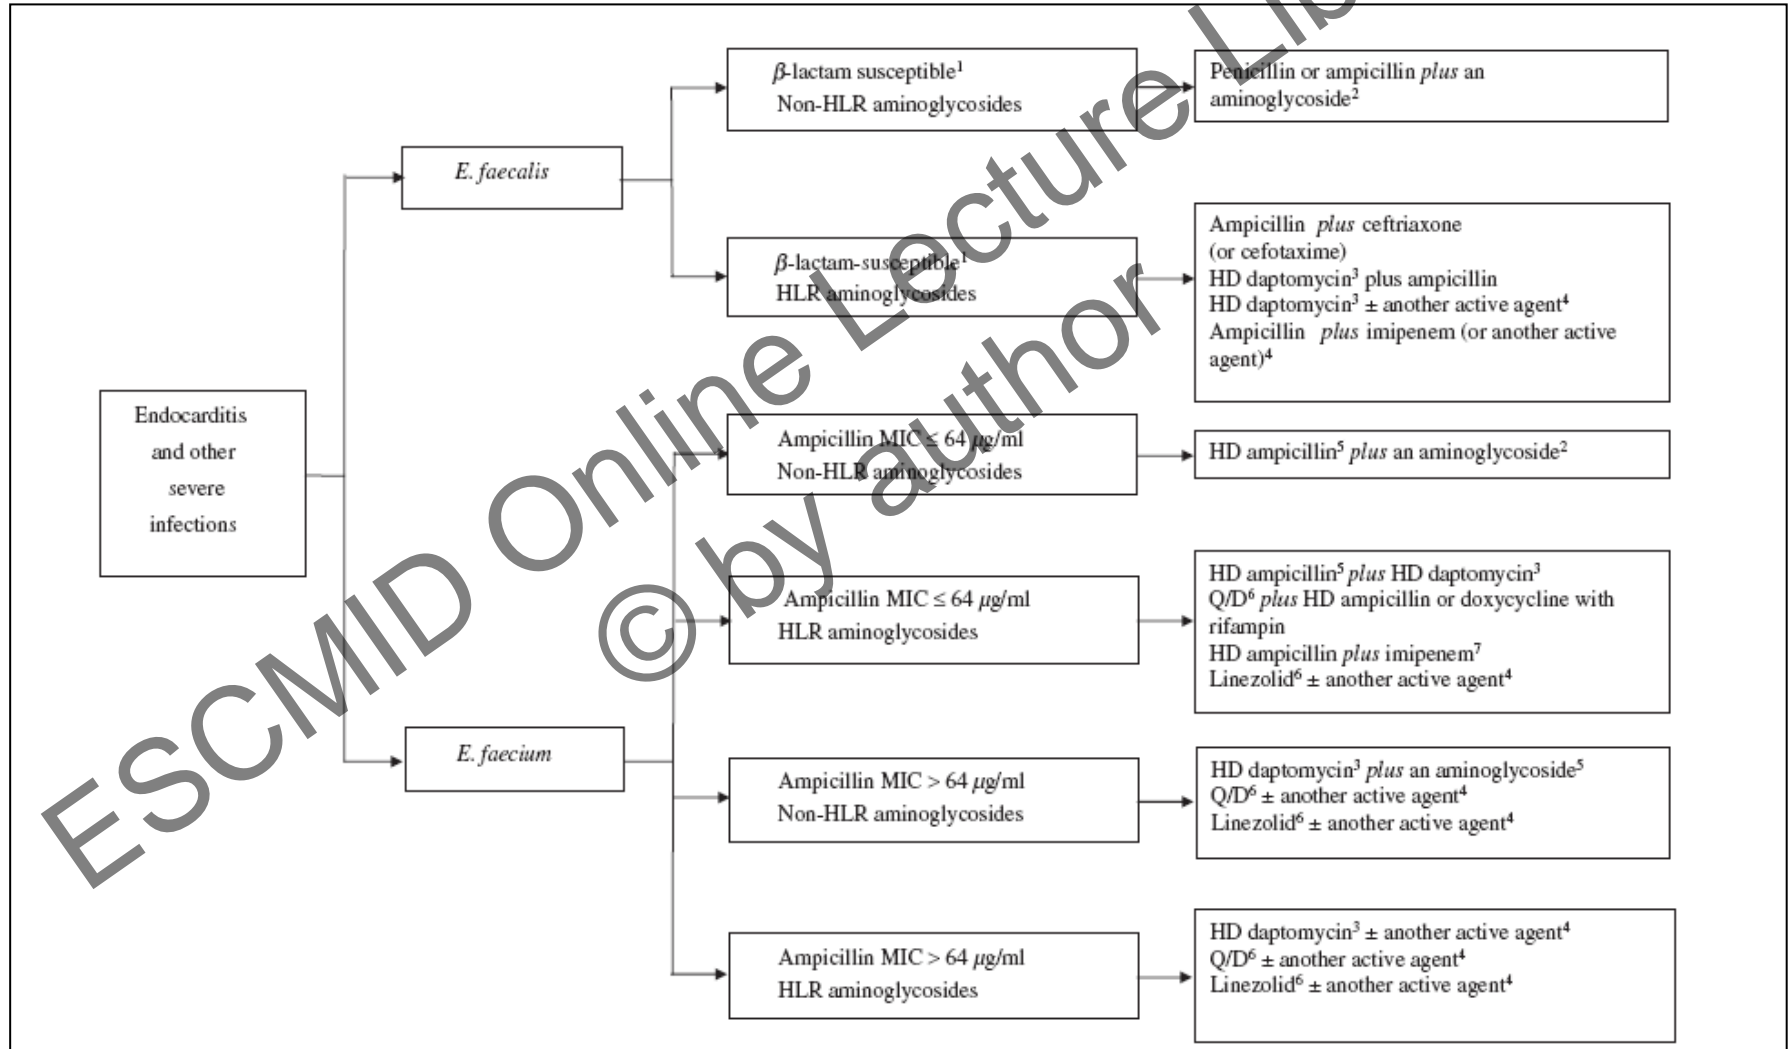 Endocarditis
and other
severe
infections
E. faecalis
β-lactam susceptible¹
Non-HLR aminoglycosides
Penicillin or ampicillin plus an
aminoglycoside²
β-lactam-susceptible¹
HLR aminoglycosides
Ampicillin plus ceftriaxone
(or cefotaxime)
HD daptomycin³ plus ampicillin
HD daptomycin³ ± another active agent⁴
Ampicillin plus imipenem (or another active
agent)⁴
E. faecium
Ampicillin MIC ≤ 64 µg/ml
Non-HLR aminoglycosides
HD ampicillin⁵ plus an aminoglycoside²
Ampicillin MIC ≤ 64 µg/ml
HLR aminoglycosides
HD ampicillin⁵ plus HD daptomycin³
Q/D⁶ plus HD ampicillin or doxycycline with
rifampin
HD ampicillin plus imipenem⁷
Linezolid⁶ ± another active agent⁴
Ampicillin MIC > 64 µg/ml
Non-HLR aminoglycosides
HD daptomycin³ plus an aminoglycoside⁵
Q/D⁶ ± another active agent⁴
Linezolid⁶ ± another active agent⁴
Ampicillin MIC > 64 µg/ml
HLR aminoglycosides
HD daptomycin³ ± another active agent⁴
Q/D⁶ ± another active agent⁴
Linezolid⁶ ± another active agent⁴
ESCMID Online Lecture
© by author